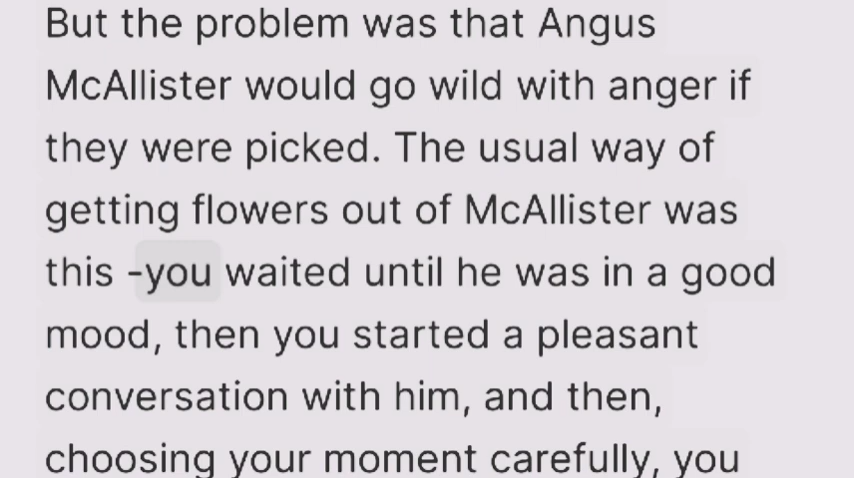 But the problem was that Angus
McAllister would go wild with anger if
they were picked. The usual way of
getting flowers out of McAllister was
this -you waited until he was in a good
mood, then you started a pleasant
conversation with him, and then,
choosing your moment carefully, you